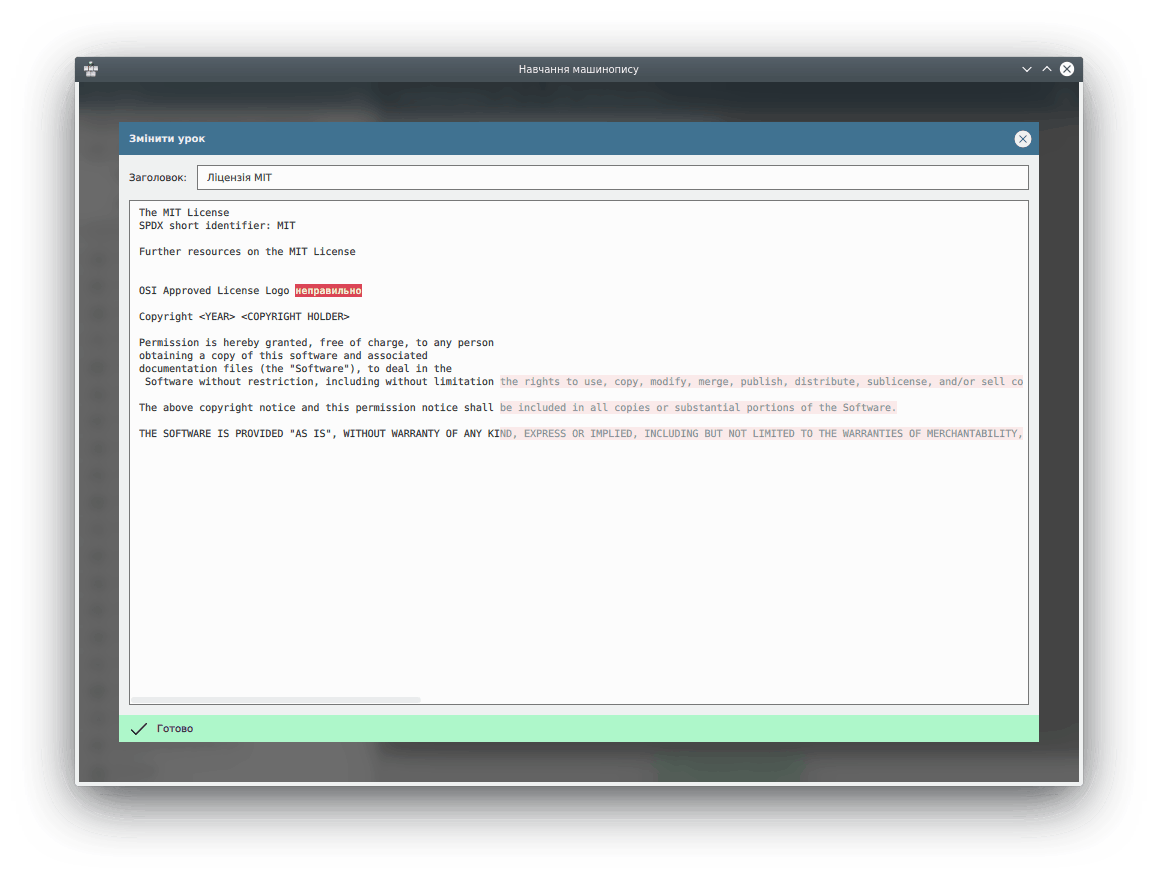 Навчання машинопису
Змінити урок
Заголовок: Ліцензія MIT
The MIT License
SPDX short identifier: MIT
Further resources on the MIT License
OSI Approved License Logo неправильно
Copyright <YEAR> <COPYRIGHT HOLDER>
Permission is hereby granted, free of charge, to any person
obtaining a copy of this software and associated
documentation files (the "Software"), to deal in the
Software without restriction, including without limitation the rights to use, copy, modify, merge, publish, distribute, sublicense, and/or sell co
The above copyright notice and this permission notice shall be included in all copies or substantial portions of the Software.
THE SOFTWARE IS PROVIDED "AS IS", WITHOUT WARRANTY OF ANY KIND, EXPRESS OR IMPLIED, INCLUDING BUT NOT LIMITED TO THE WARRANTIES OF MERCHANTABILITY,
Готово